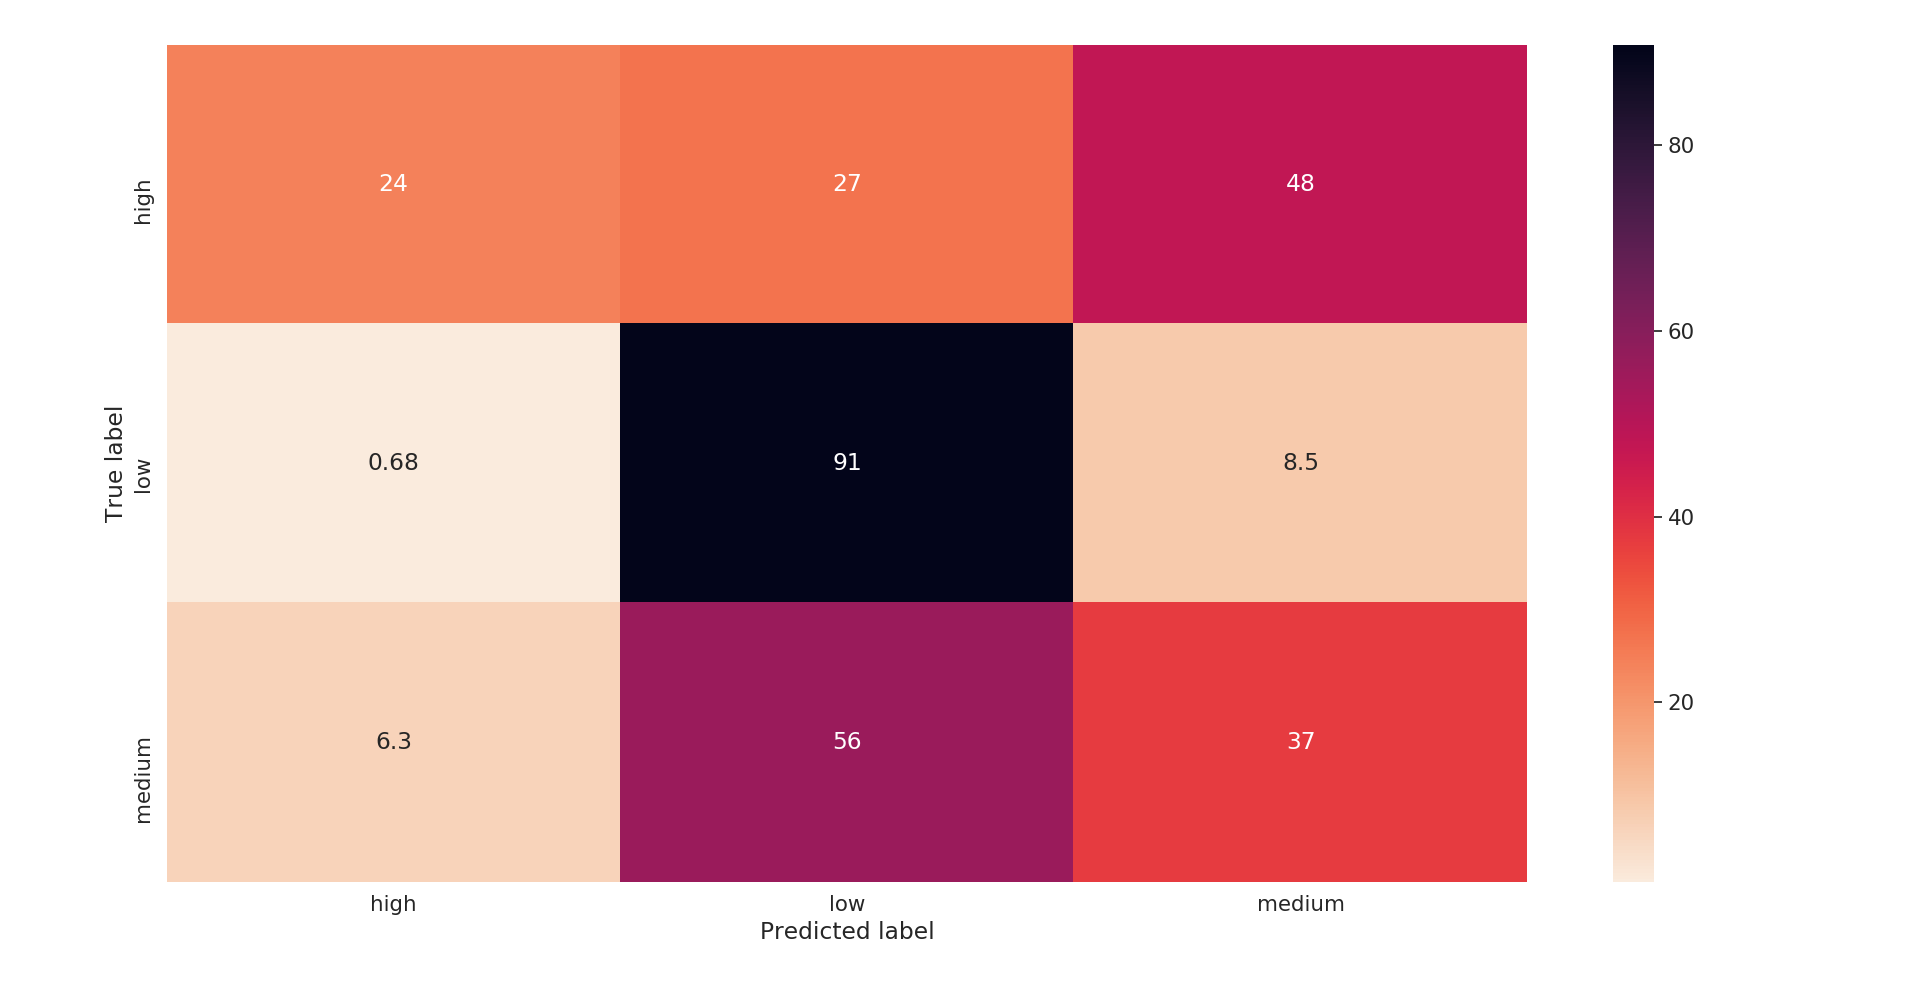 high 24 27 48
low 0.68 91 8.5
medium 6.3 56 37
True label
high low medium
Predicted label
80
60
40
20